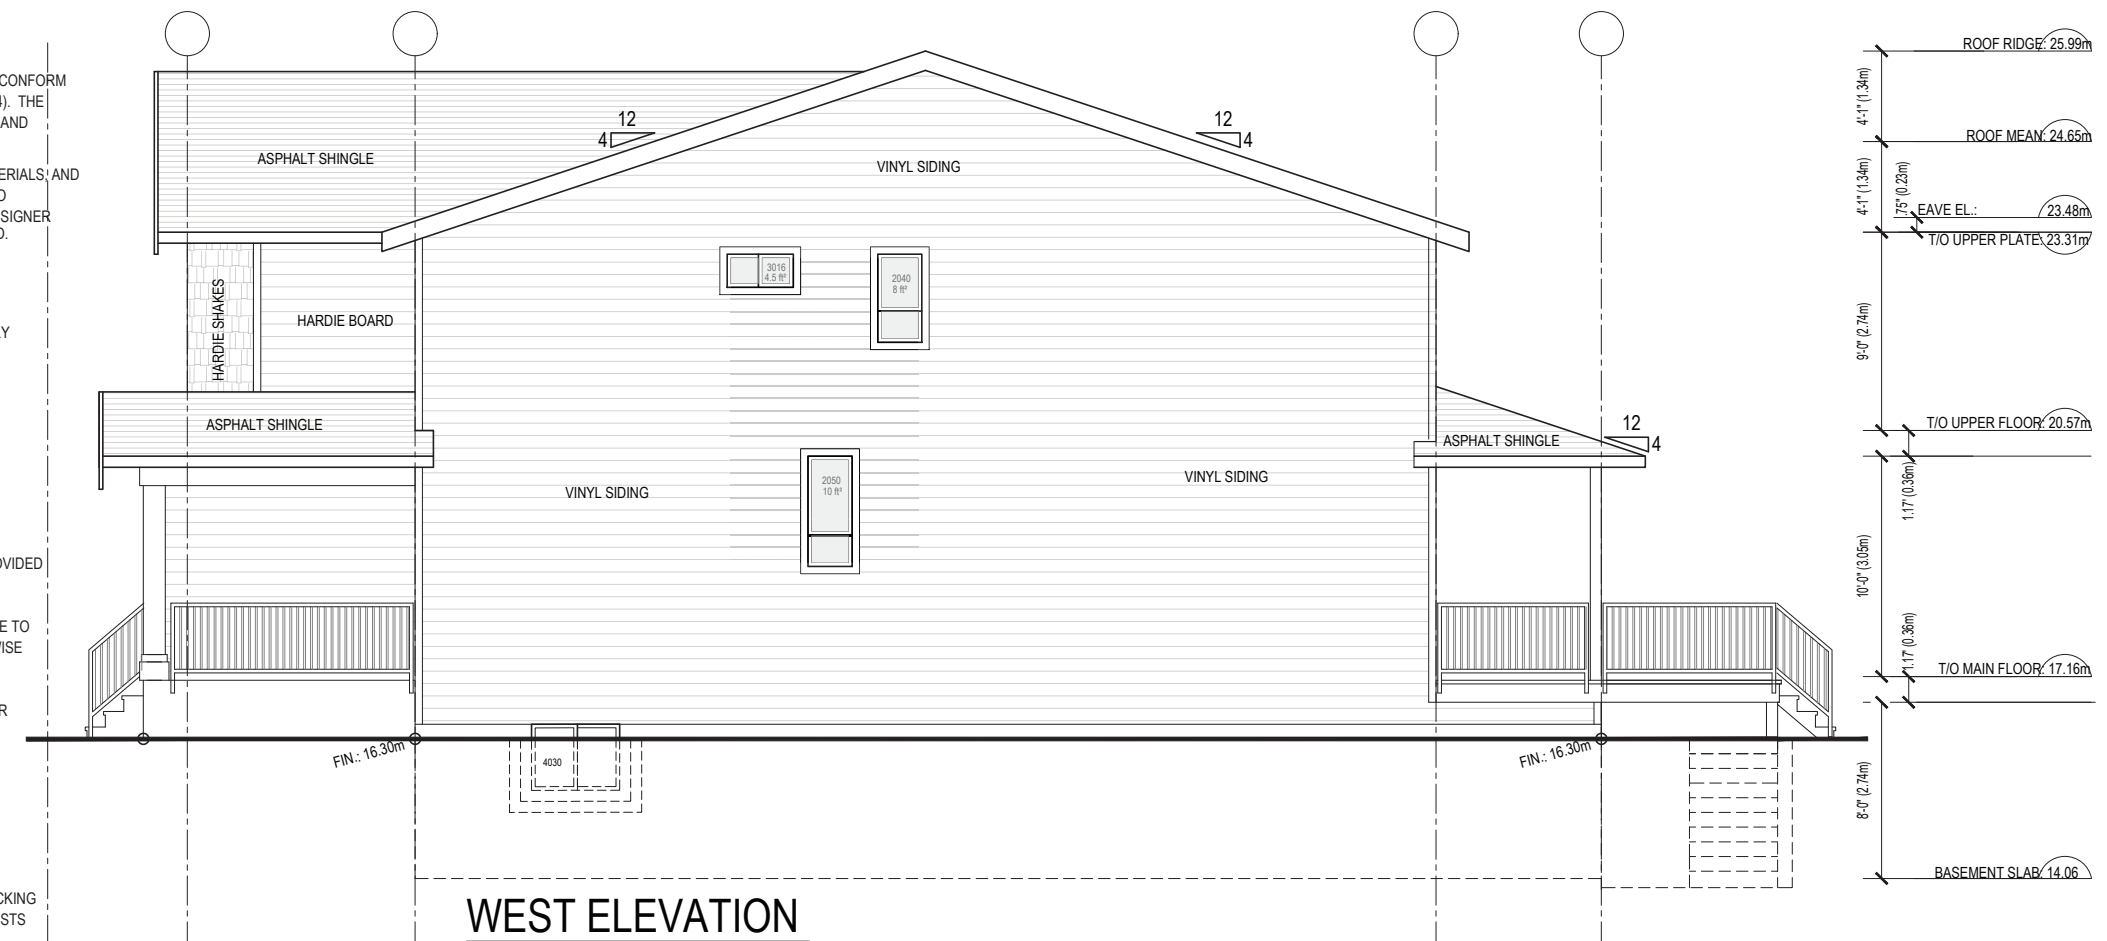 CONFORM
4). THE
AND
ERIALS, AND
SIGNER
OVIDED
E TO
WISE
CKING
STS
12
4
12
4
ASPHALT SHINGLE
VINYL SIDING
HARDIE SHAKES
HARDIE BOARD
3016
4.5 ft²
2040
8 ft²
ASPHALT SHINGLE
12
4
ASPHALT SHINGLE
2050
10 ft²
VINYL SIDING
VINYL SIDING
FIN.: 16.30m
4030
FIN.: 16.30m
WEST ELEVATION
ROOF RIDGE: 25.99m
4'-1" (1.34m)
ROOF MEAN: 24.65m
4'-1" (1.34m)
.75" (0.23m)
EAVE EL.: 23.48m
T/O UPPER PLATE: 23.31m
9'-0" (2.74m)
T/O UPPER FLOOR: 20.57m
1.17' (0.36m)
10'-0" (3.05m)
1.17' (0.36m)
T/O MAIN FLOOR: 17.16m
8'-0" (2.74m)
BASEMENT SLAB: 14.06